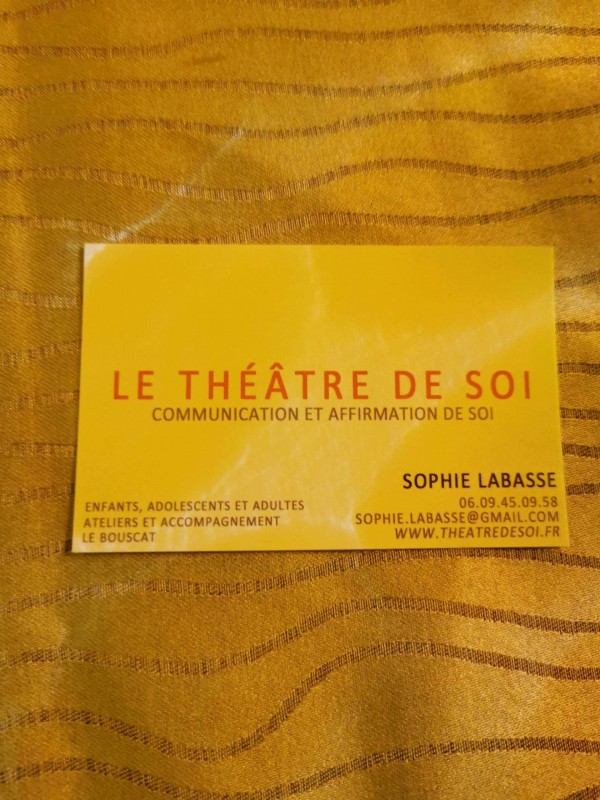 LE THÉÂTRE DE SOI
COMMUNICATION ET AFFIRMATION DE SOI
SOPHIE LABASSE
06.09.45.09.58
SOPHIE.LABASSE@GMAIL.COM
WWW.THEATREDESOI.FR
ENFANTS, ADOLESCENTS ET ADULTES
ATELIERS ET ACCOMPAGNEMENT
LE BOUSCAT